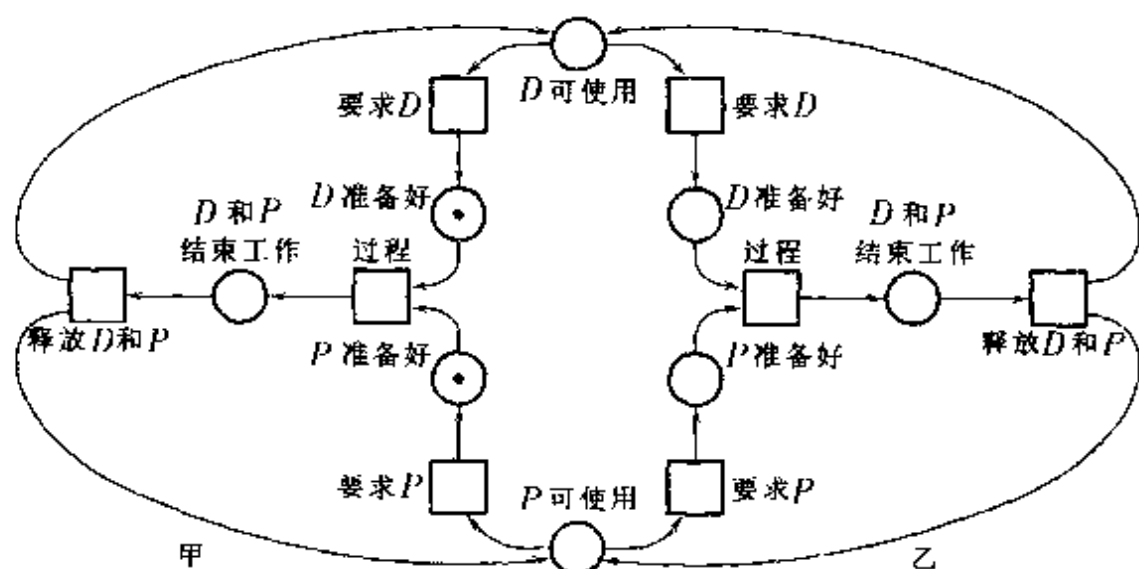 D可使用
要求D
要求D
D准备好
D准备好
D和P
结束工作
过程
过程
D和P
结束工作
释放D和P
释放D和P
P准备好
P准备好
要求P
要求P
P可使用
甲
乙